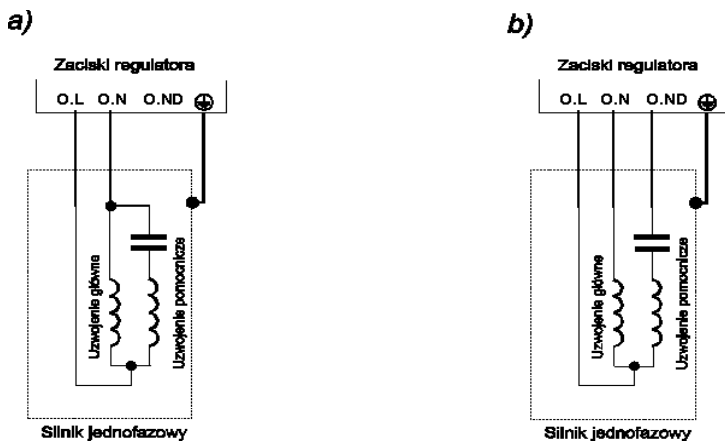 a)
Zaciski regulatora
O.L O.N O.ND
Uzwojenie główne
Uzwojenie pomocnicze
Silnik jednofazowy
b)
Zaciski regulatora
O.L O.N O.ND
Uzwojenie główne
Uzwojenie pomocnicze
Silnik jednofazowy